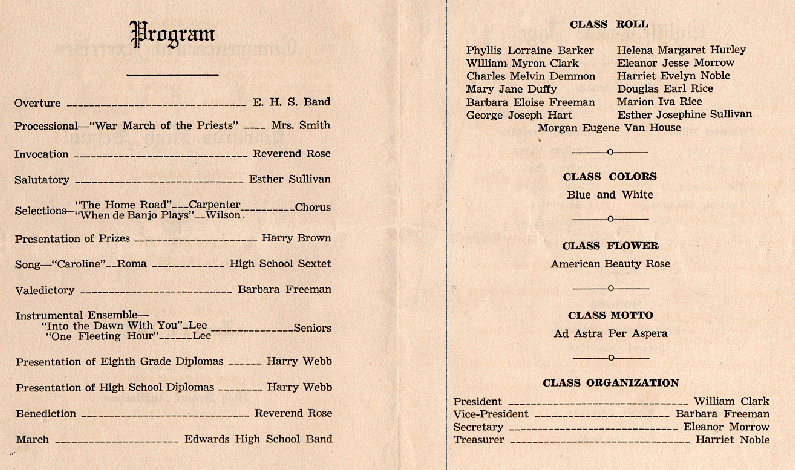 Program
Overture E. H. S. Band
Processional—"War March of the Priests" Mrs. Smith
Invocation Reverend Rose
Salutatory Esther Sullivan
Selections—"The Home Road" Carpenter
"When de Banjo Plays" Wilson Chorus
Presentation of Prizes Harry Brown
Song—"Caroline" Roma High School Sextet
Valedictory Barbara Freeman
Instrumental Ensemble—
"Into the Dawn With You" Lee Seniors
"One Fleeting Hour" Lee
Presentation of Eighth Grade Diplomas Harry Webb
Presentation of High School Diplomas Harry Webb
Benediction Reverend Rose
March Edwards High School Band
CLASS ROLL
Phyllis Lorraine Barker Helena Margaret Hurley
William Myron Clark Eleanor Jesse Morrow
Charles Melvin Demmon Harriet Evelyn Noble
Mary Jane Duffy Douglas Earl Rice
Barbara Eloise Freeman Marion Iva Rice
George Joseph Hart Esther Josephine Sullivan
Morgan Eugene Van House
CLASS COLORS
Blue and White
CLASS FLOWER
American Beauty Rose
CLASS MOTTO
Ad Astra Per Aspera
CLASS ORGANIZATION
President William Clark
Vice-President Barbara Freeman
Secretary Eleanor Morrow
Treasurer Harriet Noble